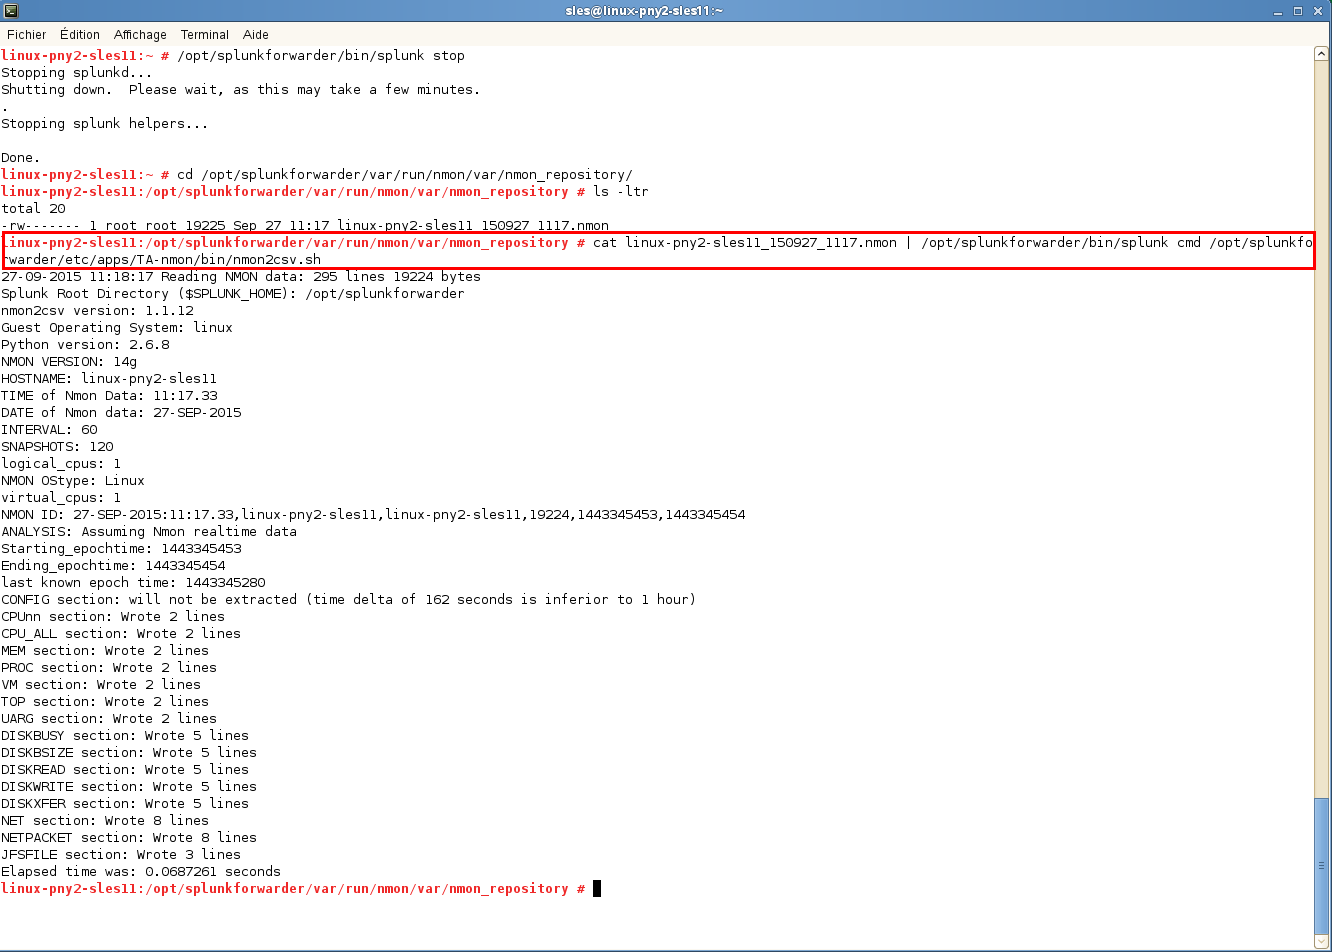 sles@linux-pny2-sles11:~
Fichier Édition Affichage Terminal Aide
linux-pny2-sles11:~ # /opt/splunkforwarder/bin/splunk stop
Stopping splunkd...
Shutting down.  Please wait, as this may take a few minutes.
.
Stopping splunk helpers...
Done.
linux-pny2-sles11:~ # cd /opt/splunkforwarder/var/run/nmon/var/nmon_repository/
linux-pny2-sles11:/opt/splunkforwarder/var/run/nmon/var/nmon_repository # ls -ltr
total 20
-rw------- 1 root root 19225 Sep 27 11:17 linux-pny2-sles11_150927_1117.nmon
linux-pny2-sles11:/opt/splunkforwarder/var/run/nmon/var/nmon_repository # cat linux-pny2-sles11_150927_1117.nmon | /opt/splunkforwarder/bin/splunk cmd /opt/splunkfo
rwarder/etc/apps/TA-nmon/bin/nmon2csv.sh
27-09-2015 11:18:17 Reading NMON data: 295 lines 19224 bytes
Splunk Root Directory ($SPLUNK_HOME): /opt/splunkforwarder
nmon2csv version: 1.1.12
Guest Operating System: linux
Python version: 2.6.8
NMON VERSION: 14g
HOSTNAME: linux-pny2-sles11
TIME of Nmon Data: 11:17.33
DATE of Nmon data: 27-SEP-2015
INTERVAL: 60
SNAPSHOTS: 120
logical_cpus: 1
NMON OStype: Linux
virtual_cpus: 1
NMON ID: 27-SEP-2015:11:17.33,linux-pny2-sles11,linux-pny2-sles11,19224,1443345453,1443345454
ANALYSIS: Assuming Nmon realtime data
Starting_epochtime: 1443345453
Ending_epochtime: 1443345454
last known epoch time: 1443345280
CONFIG section: will not be extracted (time delta of 162 seconds is inferior to 1 hour)
CPUnn section: Wrote 2 lines
CPU_ALL section: Wrote 2 lines
MEM section: Wrote 2 lines
PROC section: Wrote 2 lines
VM section: Wrote 2 lines
TOP section: Wrote 2 lines
UARG section: Wrote 2 lines
DISKBUSY section: Wrote 5 lines
DISKBSIZE section: Wrote 5 lines
DISKREAD section: Wrote 5 lines
DISKWRITE section: Wrote 5 lines
DISKXFER section: Wrote 5 lines
NET section: Wrote 8 lines
NETPACKET section: Wrote 8 lines
JFSFILE section: Wrote 3 lines
Elapsed time was: 0.0687261 seconds
linux-pny2-sles11:/opt/splunkforwarder/var/run/nmon/var/nmon_repository #